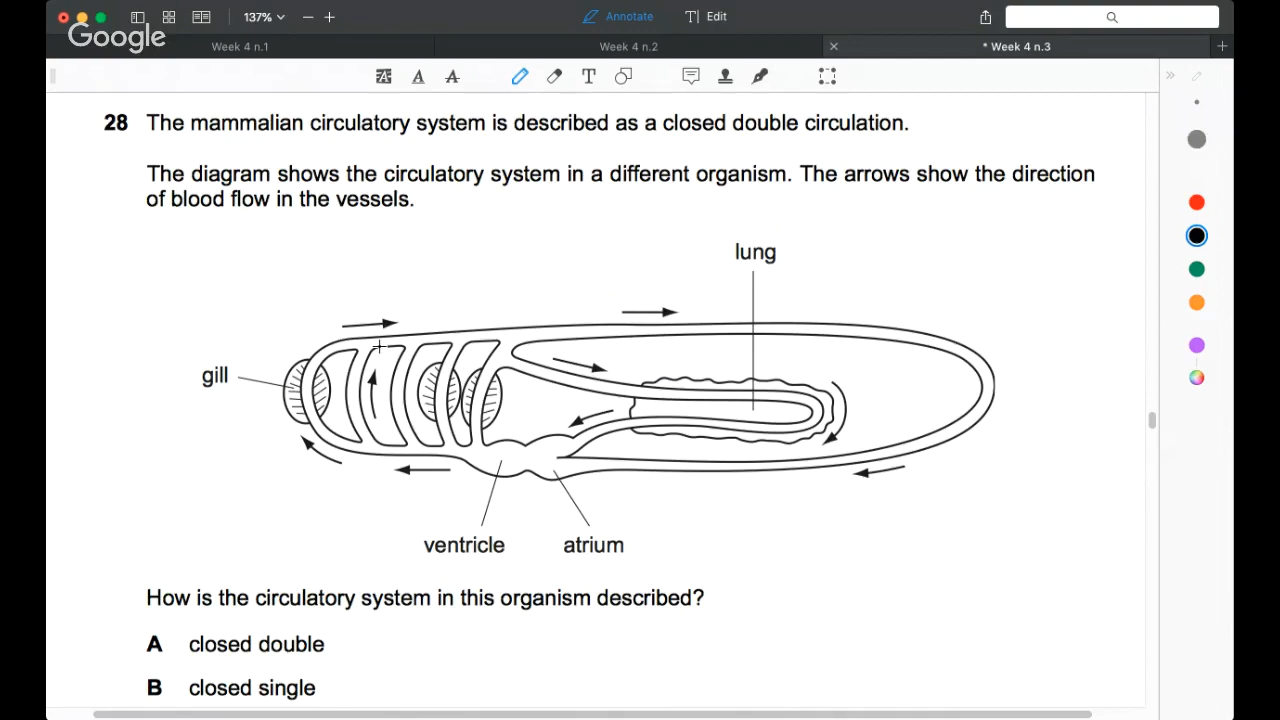 137%
Annotate
Edit
Google
Week 4 n.1
Week 4 n.2
* Week 4 n.3
28 The mammalian circulatory system is described as a closed double circulation.
The diagram shows the circulatory system in a different organism. The arrows show the direction
of blood flow in the vessels.
lung
gill
ventricle
atrium
How is the circulatory system in this organism described?
A closed double
B closed single